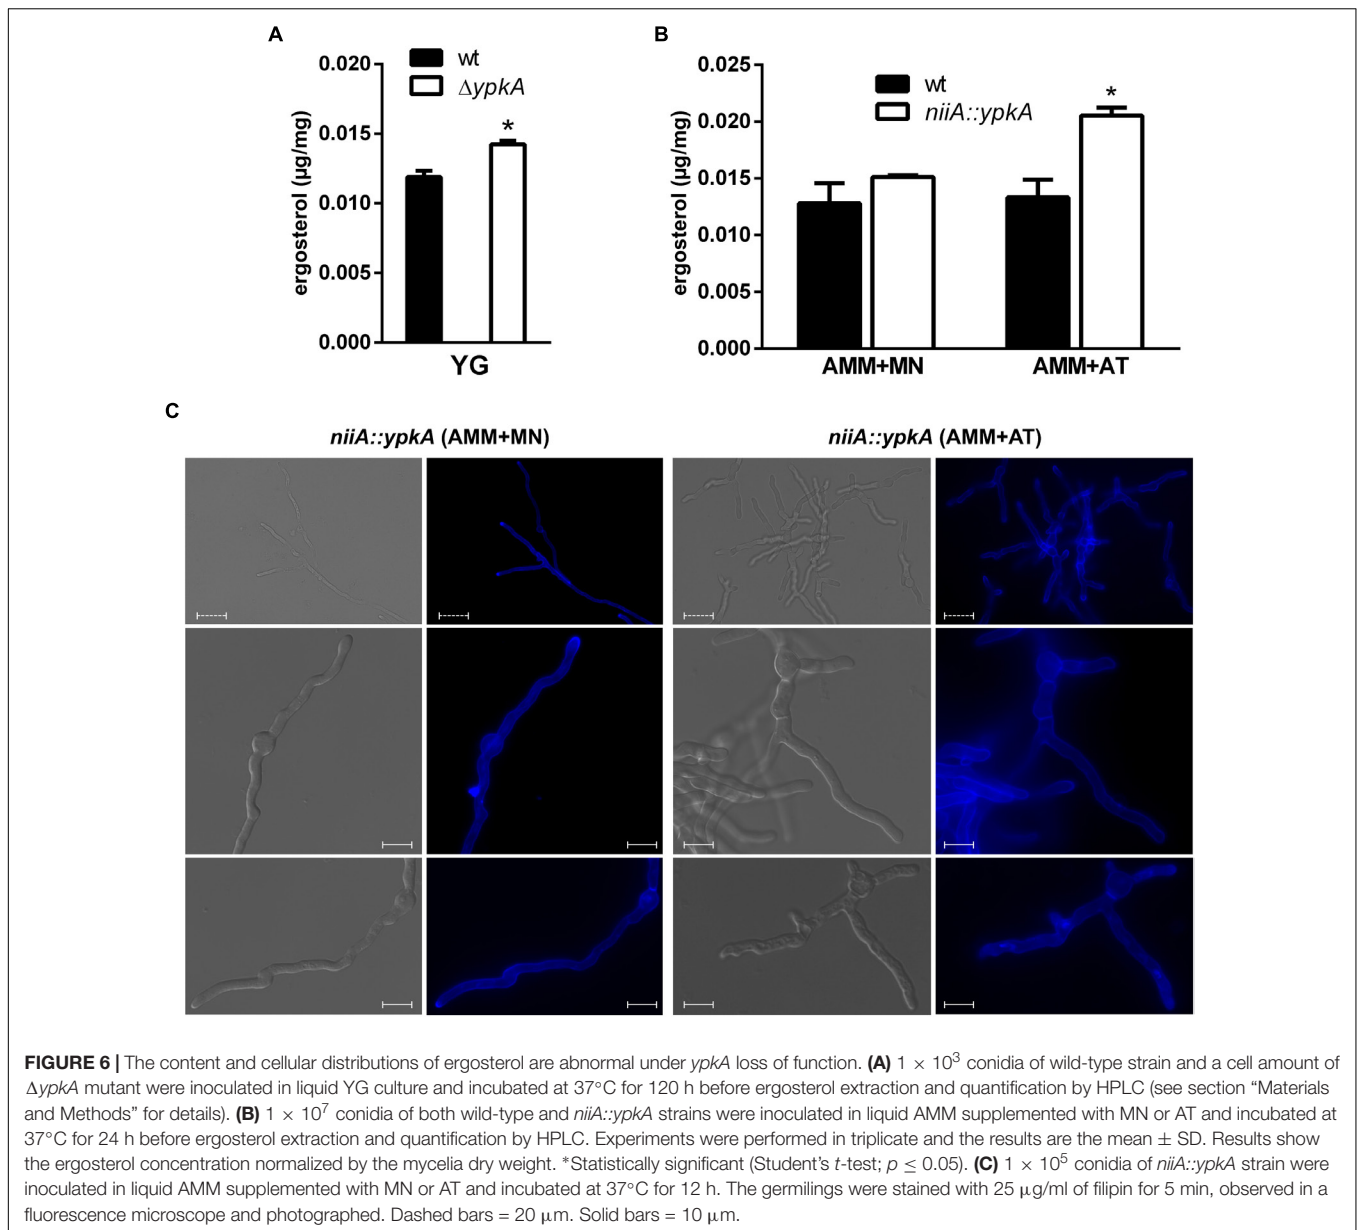 A
wt
ΔypkA
0.020
0.015
0.010
0.005
0.000
ergosterol (µg/mg)
*
YG
B
wt
niiA::ypkA
0.025
0.020
0.015
0.010
0.005
0.000
ergosterol (µg/mg)
*
AMM+MN AMM+AT
C
niiA::ypkA (AMM+MN) niiA::ypkA (AMM+AT)
FIGURE 6 | The content and cellular distributions of ergosterol are abnormal under ypkA loss of function. (A) 1 × 10³ conidia of wild-type strain and a cell amount of
ΔypkA mutant were inoculated in liquid YG culture and incubated at 37°C for 120 h before ergosterol extraction and quantification by HPLC (see section “Materials
and Methods” for details). (B) 1 × 10⁷ conidia of both wild-type and niiA::ypkA strains were inoculated in liquid AMM supplemented with MN or AT and incubated at
37°C for 24 h before ergosterol extraction and quantification by HPLC. Experiments were performed in triplicate and the results are the mean ± SD. Results show
the ergosterol concentration normalized by the mycelia dry weight. *Statistically significant (Student’s t-test; p ≤ 0.05). (C) 1 × 10⁵ conidia of niiA::ypkA strain were
inoculated in liquid AMM supplemented with MN or AT and incubated at 37°C for 12 h. The germilings were stained with 25 µg/ml of filipin for 5 min, observed in a
fluorescence microscope and photographed. Dashed bars = 20 µm. Solid bars = 10 µm.